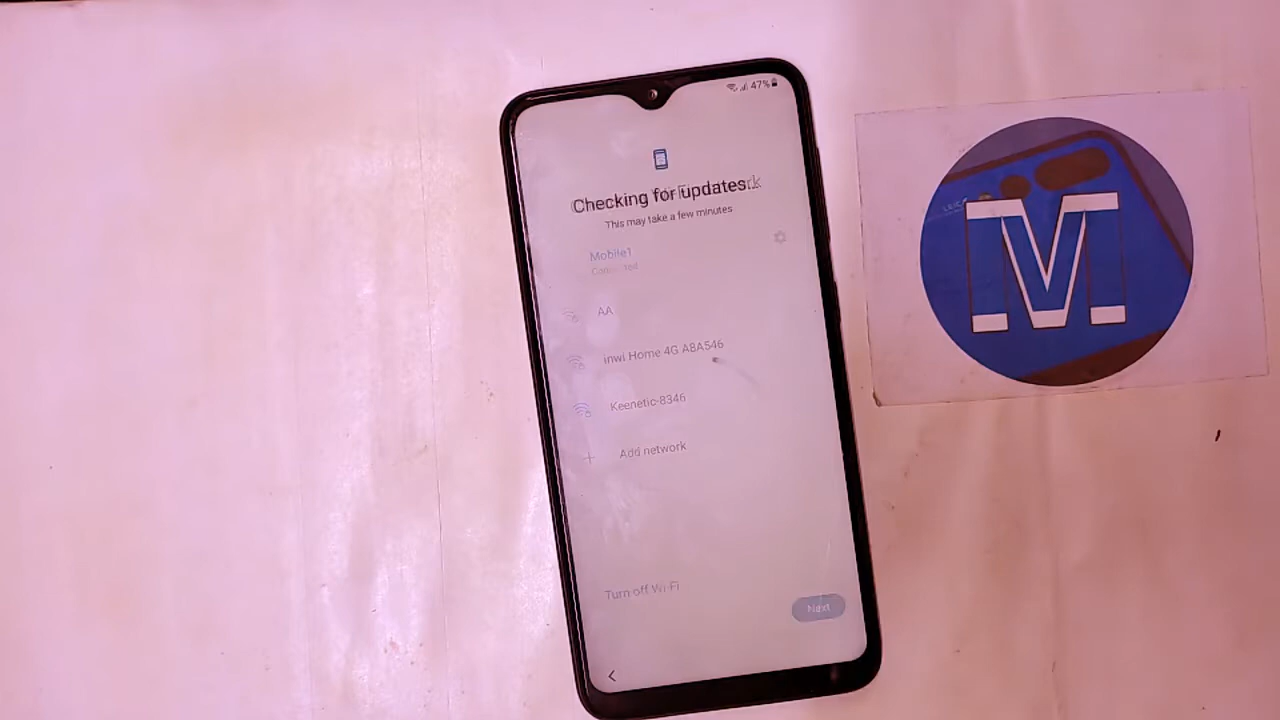 47%
Checking for updates...
This may take a few minutes
Mobile1
AA
inwi Home 4G A8A546
Keenetic-8346
Add network
Turn off Wi-Fi
Next
LEICA
M